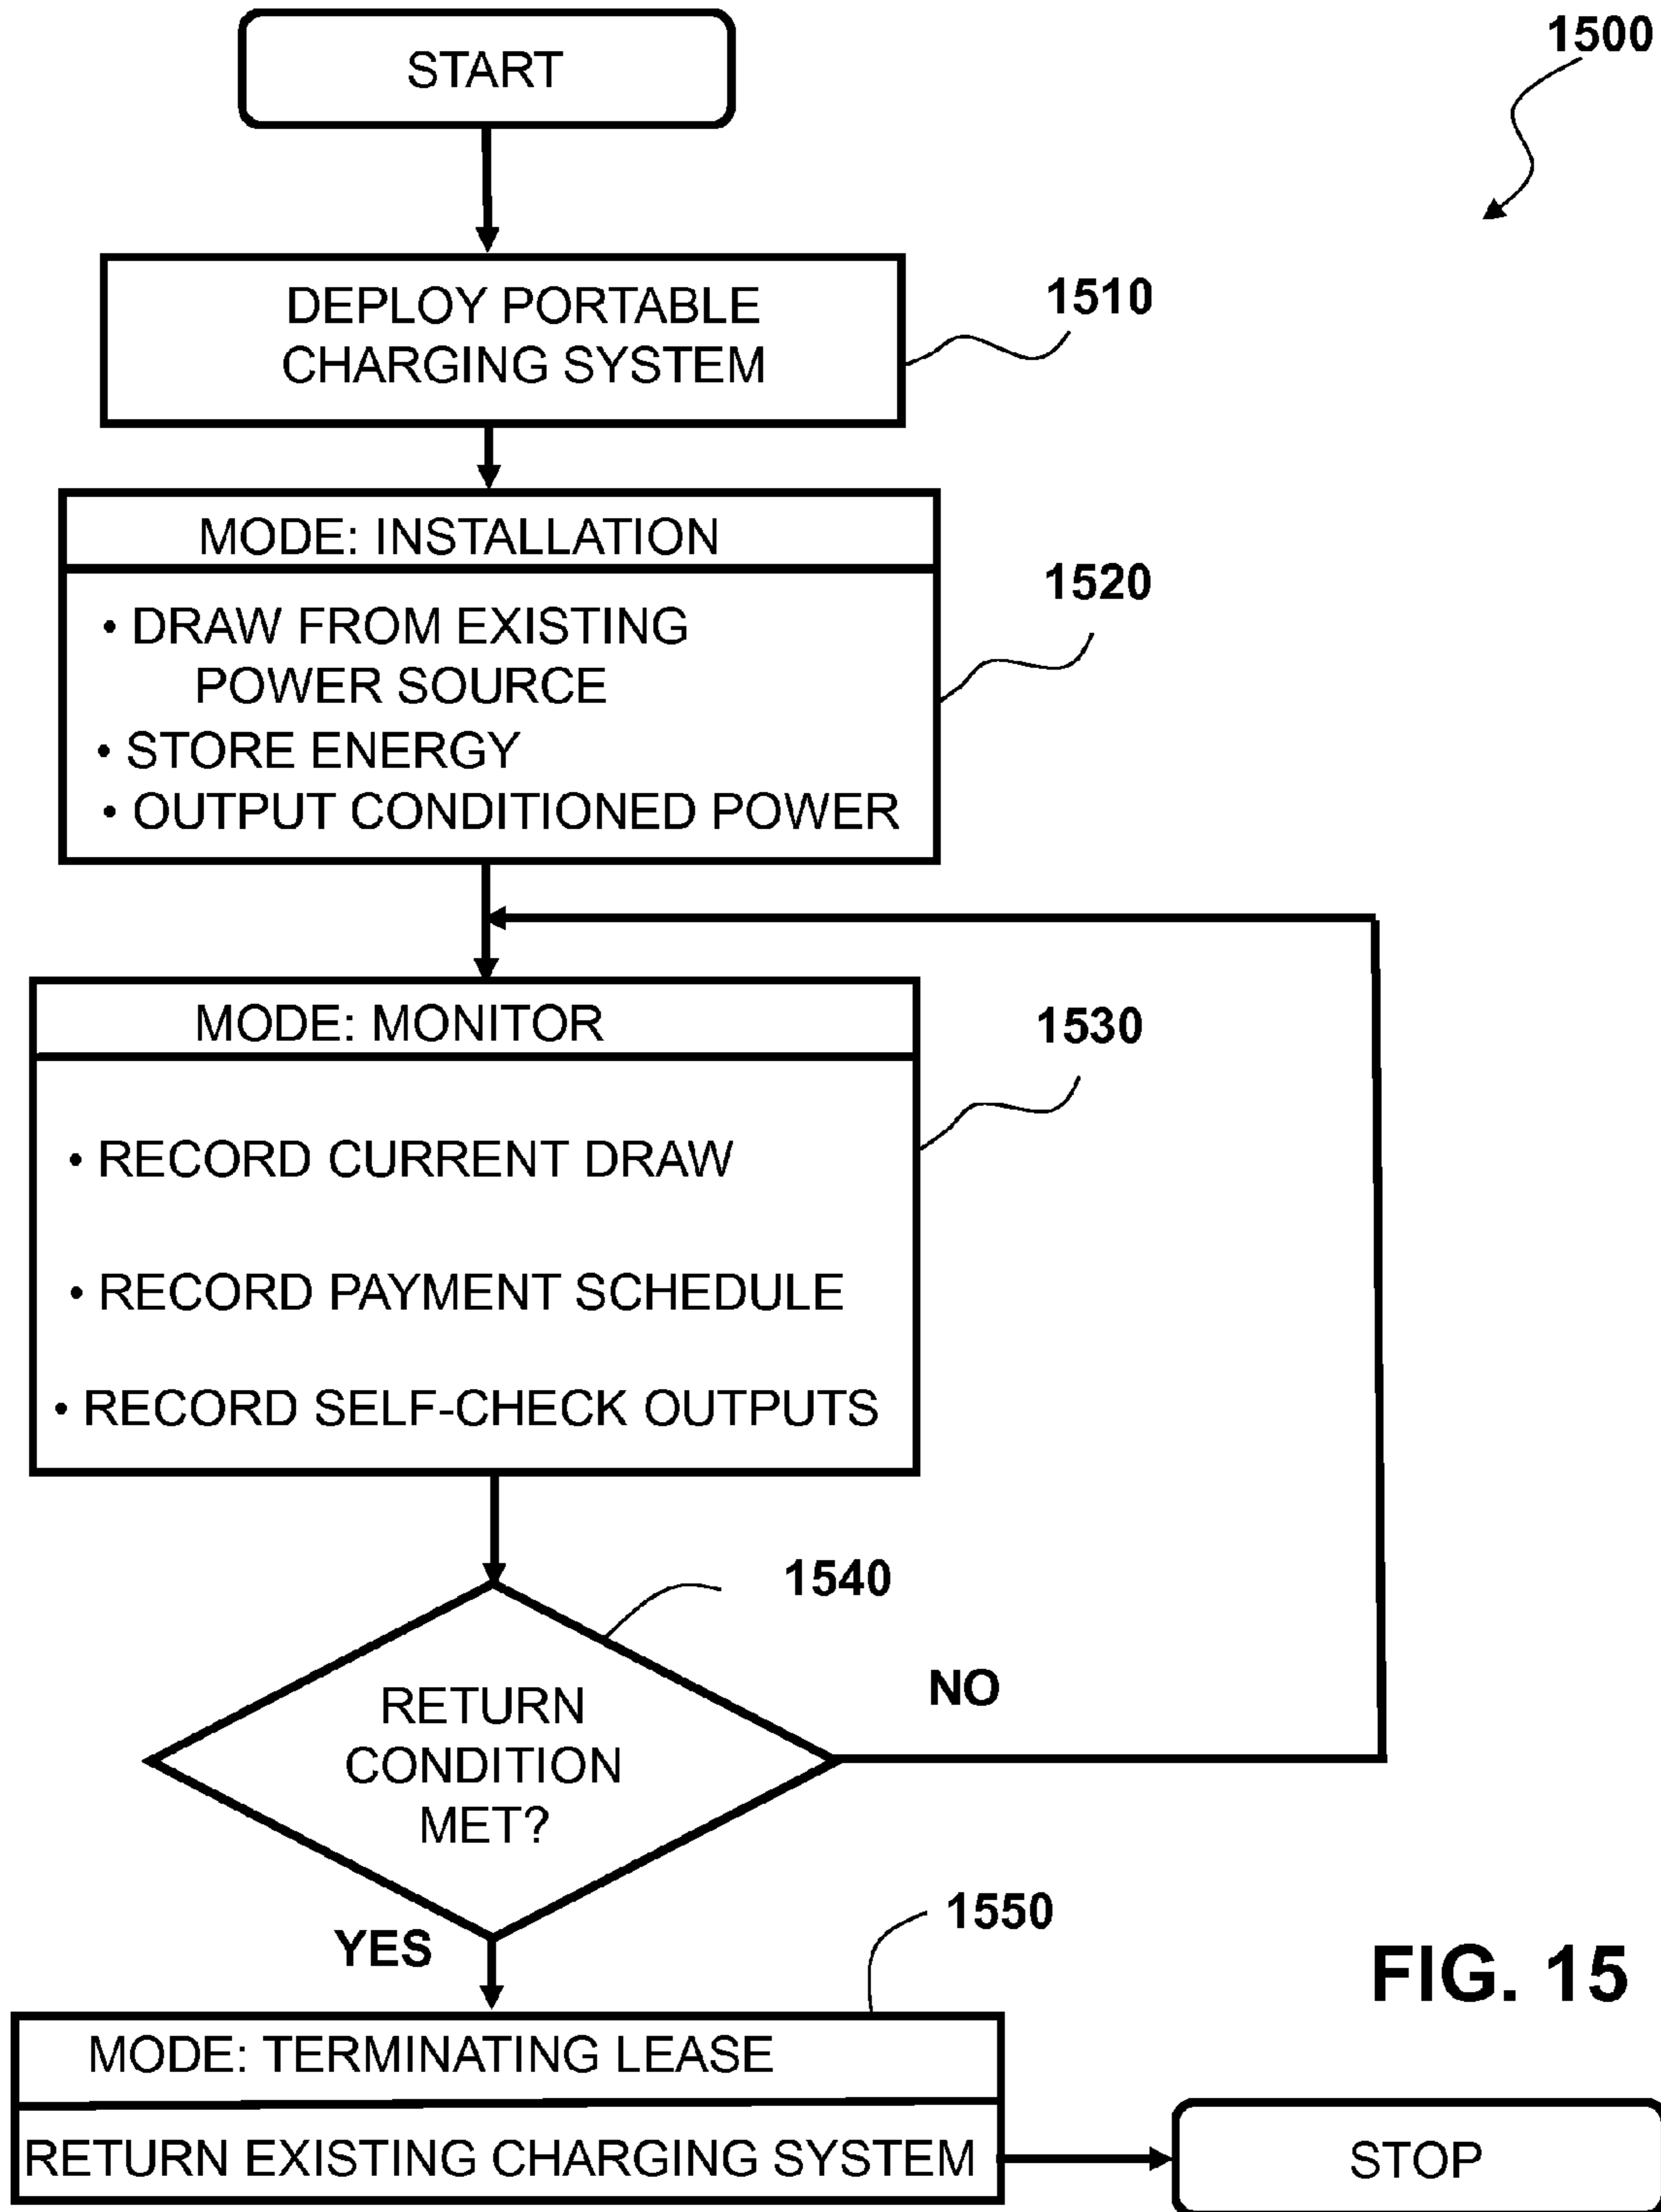 START
1500
DEPLOY PORTABLE
CHARGING SYSTEM
1510
MODE: INSTALLATION
• DRAW FROM EXISTING
POWER SOURCE
• STORE ENERGY
• OUTPUT CONDITIONED POWER
1520
MODE: MONITOR
• RECORD CURRENT DRAW
• RECORD PAYMENT SCHEDULE
• RECORD SELF-CHECK OUTPUTS
1530
1540
RETURN
CONDITION
MET?
NO
YES
1550
MODE: TERMINATING LEASE
RETURN EXISTING CHARGING SYSTEM
STOP
FIG. 15